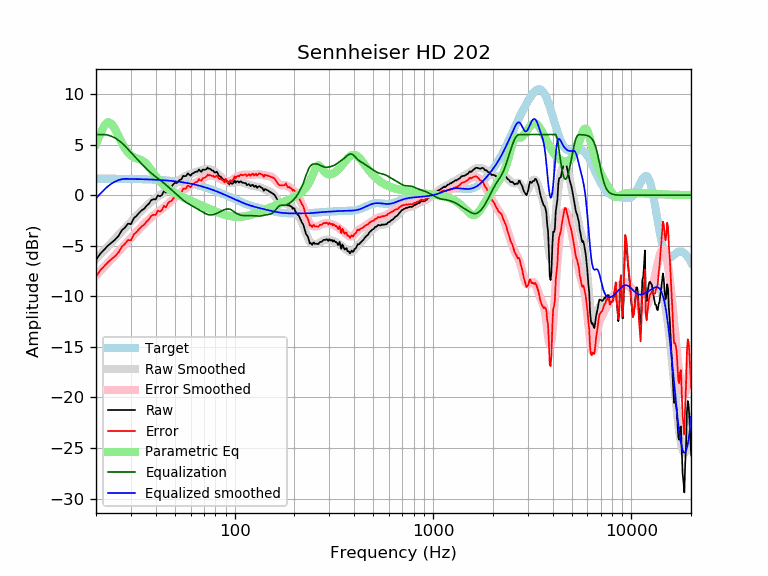 Sennheiser HD 202
Amplitude (dBr)
10
5
0
−5
−10
−15
−20
−25
−30
Target
Raw Smoothed
Error Smoothed
Raw
Error
Parametric Eq
Equalization
Equalized smoothed
100
1000
10000
Frequency (Hz)